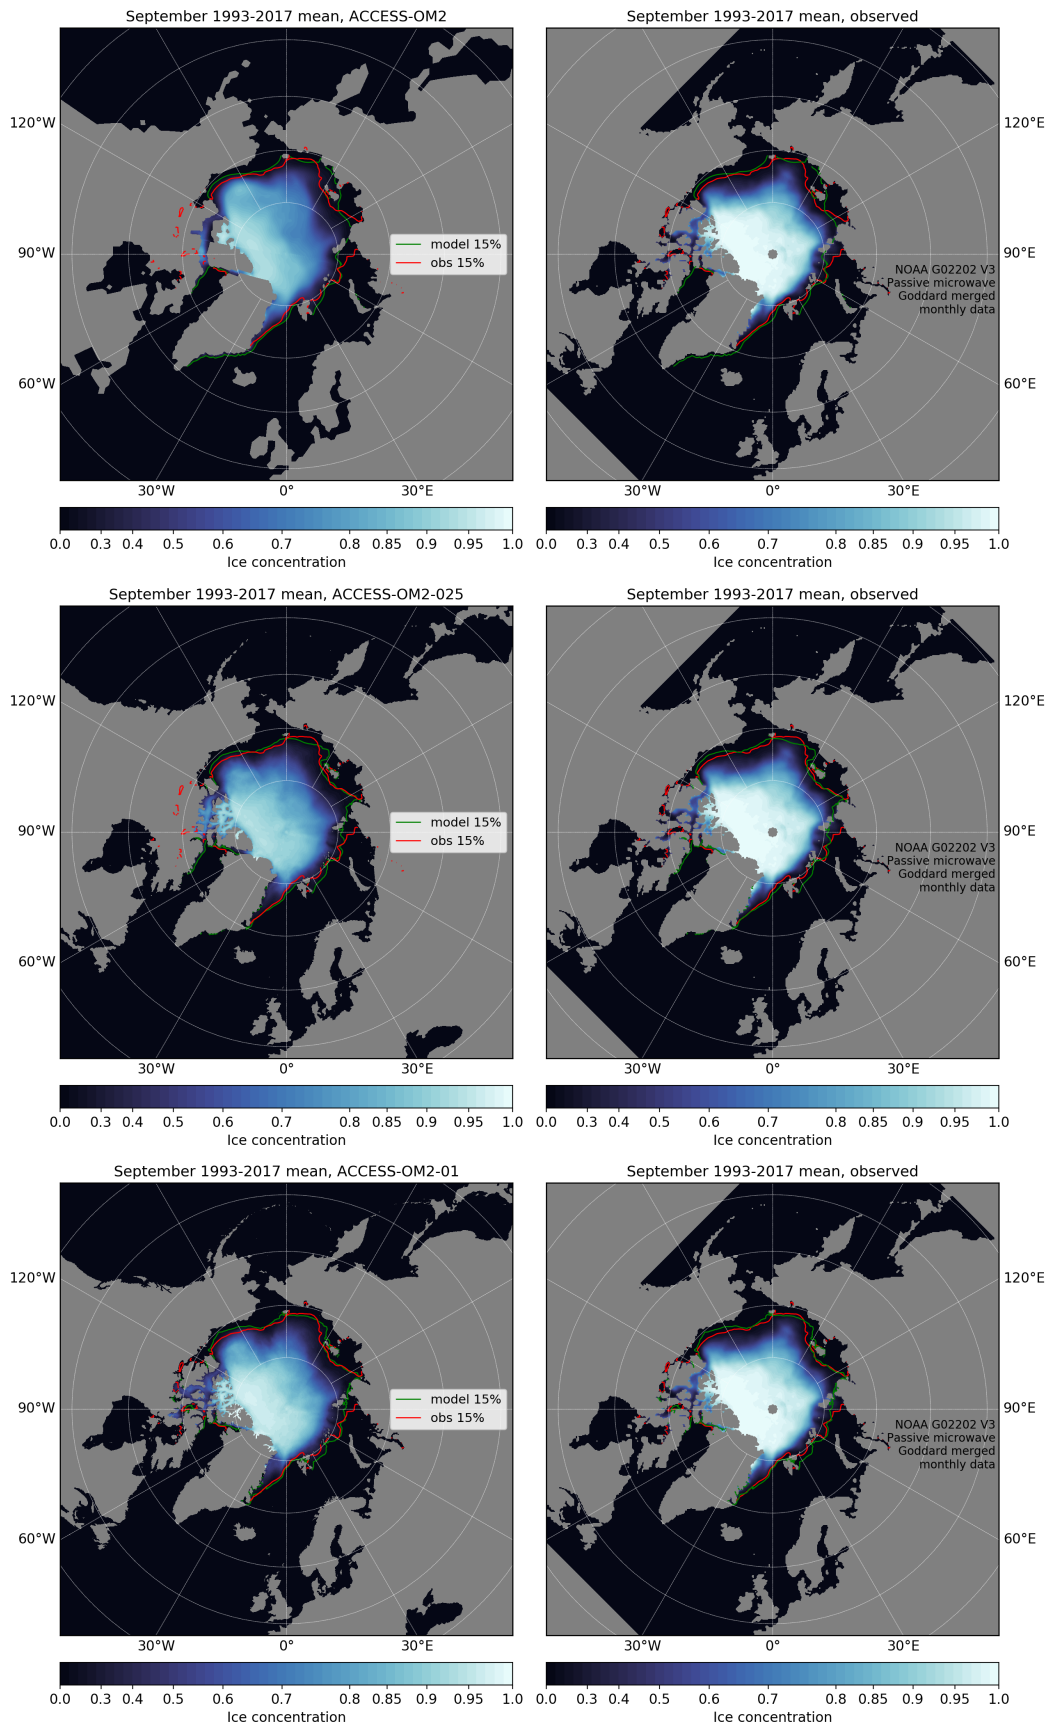 September 1993-2017 mean, ACCESS-OM2
September 1993-2017 mean, observed
120°W
120°E
90°W
model 15%
obs 15%
90°E
NOAA G02202 V3
Passive microwave
Goddard merged
monthly data
60°W
60°E
30°W 0° 30°E
30°W 0° 30°E
0.0 0.3 0.4 0.5 0.6 0.7 0.8 0.85 0.9 0.95 1.0
0.0 0.3 0.4 0.5 0.6 0.7 0.8 0.85 0.9 0.95 1.0
Ice concentration
Ice concentration
September 1993-2017 mean, ACCESS-OM2-025
September 1993-2017 mean, observed
120°W
120°E
90°W
model 15%
obs 15%
90°E
NOAA G02202 V3
Passive microwave
Goddard merged
monthly data
60°W
60°E
30°W 0° 30°E
30°W 0° 30°E
0.0 0.3 0.4 0.5 0.6 0.7 0.8 0.85 0.9 0.95 1.0
0.0 0.3 0.4 0.5 0.6 0.7 0.8 0.85 0.9 0.95 1.0
Ice concentration
Ice concentration
September 1993-2017 mean, ACCESS-OM2-01
September 1993-2017 mean, observed
120°W
120°E
90°W
model 15%
obs 15%
90°E
NOAA G02202 V3
Passive microwave
Goddard merged
monthly data
60°W
60°E
30°W 0° 30°E
30°W 0° 30°E
0.0 0.3 0.4 0.5 0.6 0.7 0.8 0.85 0.9 0.95 1.0
0.0 0.3 0.4 0.5 0.6 0.7 0.8 0.85 0.9 0.95 1.0
Ice concentration
Ice concentration